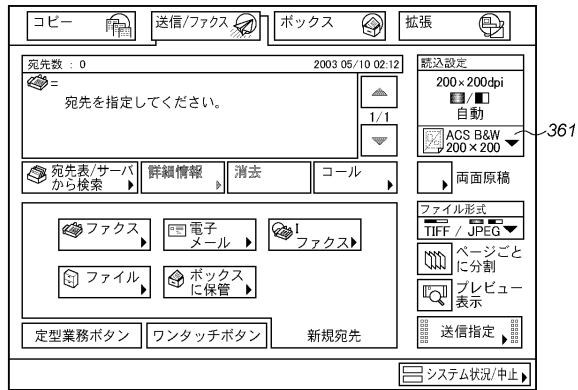 コピー
送信/ファクス
ボックス
拡張
宛先数 : 0
2003 05/10 02:12
=
宛先を指定してください。
1/1
宛先表/サーバ
から検索
詳細情報
消去
コール
読込設定
200×200dpi
/
自動
ACS B&W
200×200
361
両面原稿
ファクス
電子
メール
I
ファクス
ファイル
ボックス
に保管
ファイル形式
TIFF / JPEG
ページごと
に分割
プレビュー
表示
定型業務ボタン
ワンタッチボタン
新規宛先
送信指定
システム状況/中止